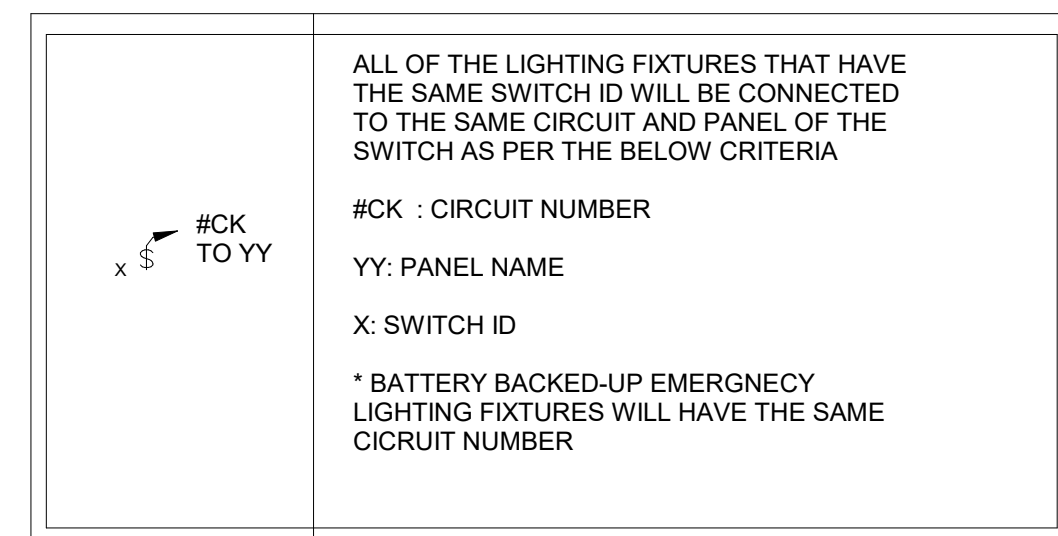 #CK
TO YY
X $
ALL OF THE LIGHTING FIXTURES THAT HAVE
THE SAME SWITCH ID WILL BE CONNECTED
TO THE SAME CIRCUIT AND PANEL OF THE
SWITCH AS PER THE BELOW CRITERIA
#CK : CIRCUIT NUMBER
YY: PANEL NAME
X: SWITCH ID
* BATTERY BACKED-UP EMERGNECY
LIGHTING FIXTURES WILL HAVE THE SAME
CICRUIT NUMBER